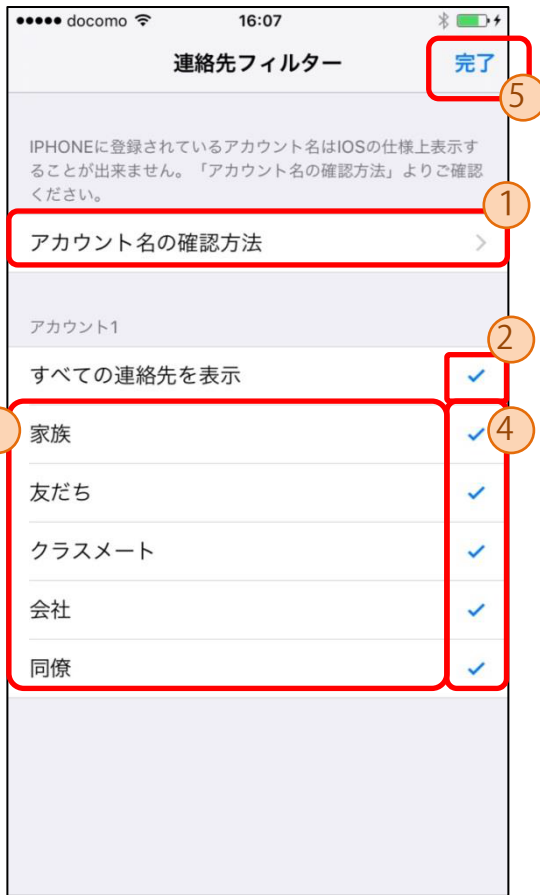 docomo 16:07
連絡先フィルター 完了
5
IPHONEに登録されているアカウント名はIOSの仕様上表示す
ることが出来ません。「アカウント名の確認方法」よりご確認
ください。
1
アカウント名の確認方法
アカウント1
2
すべての連絡先を表示
家族
4
友だち
クラスメート
会社
同僚